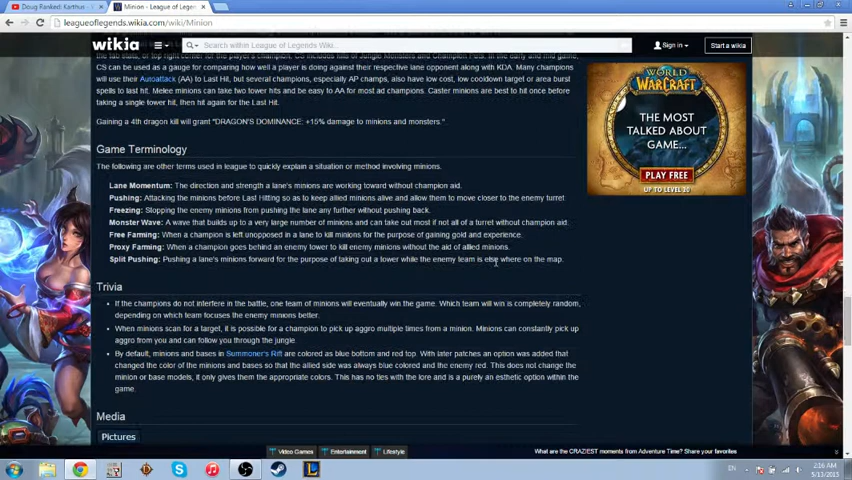 Doug Ranked: Karthus -
Minion - League of Leger
leagueoflegends.wikia.com/wiki/Minion
wikia
Search within League of Legends Wiki...
Sign in
Start a wikia
CS can be used as a gauge for comparing how well a player is doing against their respective lane opponent along with KDA. Many champions
will use their Autoattack (AA) to Last Hit, but several champions, especially AP champs, also have low cost, low cooldown target or area burst
spells to last hit. Melee minions can take two tower hits and be easy to AA for most ad champions. Caster minions are best to hit once before
taking a single tower hit, then hit again for the Last Hit.
Gaining a 4th dragon kill will grant "DRAGON'S DOMINANCE: +15% damage to minions and monsters."
Game Terminology
The following are other terms used in league to quickly explain a situation or method involving minions.
Lane Momentum: The direction and strength a lane's minions are working toward without champion aid.
Pushing: Attacking the minions before Last Hitting so as to keep allied minions alive and allow them to move closer to the enemy turret
Freezing: Stopping the enemy minions from pushing the lane any further without pushing back.
Monster Wave: A wave that builds up to a very large number of minions and can take out most if not all of a turret without champion aid.
Free Farming: When a champion is left unopposed in a lane to kill minions for the purpose of gaining gold and experience.
Proxy Farming: When a champion goes behind an enemy tower to kill enemy minions without the aid of allied minions.
Split Pushing: Pushing a lane's minions forward for the purpose of taking out a tower while the enemy team is else where on the map.
Trivia
If the champions do not interfere in the battle, one team of minions will eventually win the game. Which team will win is completely random,
depending on which team focuses the enemy minions better.
When minions scan for a target, it is possible for a champion to pick up aggro multiple times from a minion. Minions can constantly pick up
aggro from you and can follow you through the jungle.
By default, minions and bases in Summoner's Rift are colored as blue bottom and red top. With later patches an option was added that
changed the color of the minions and bases so that the allied side was always blue colored and the enemy red. This does not change the
minion or base models, it only gives them the appropriate colors. This has no ties with the lore and is a purely an esthetic option within the
game.
Media
Pictures
WORLD
WARCRAFT
THE MOST
TALKED ABOUT
GAME...
PLAY FREE
UP TO LEVEL 20
Video Games
Entertainment
Lifestyle
What are the CRAZIEST moments from Adventure Time? Share your favorites
EN
2:16 AM
5/13/2015